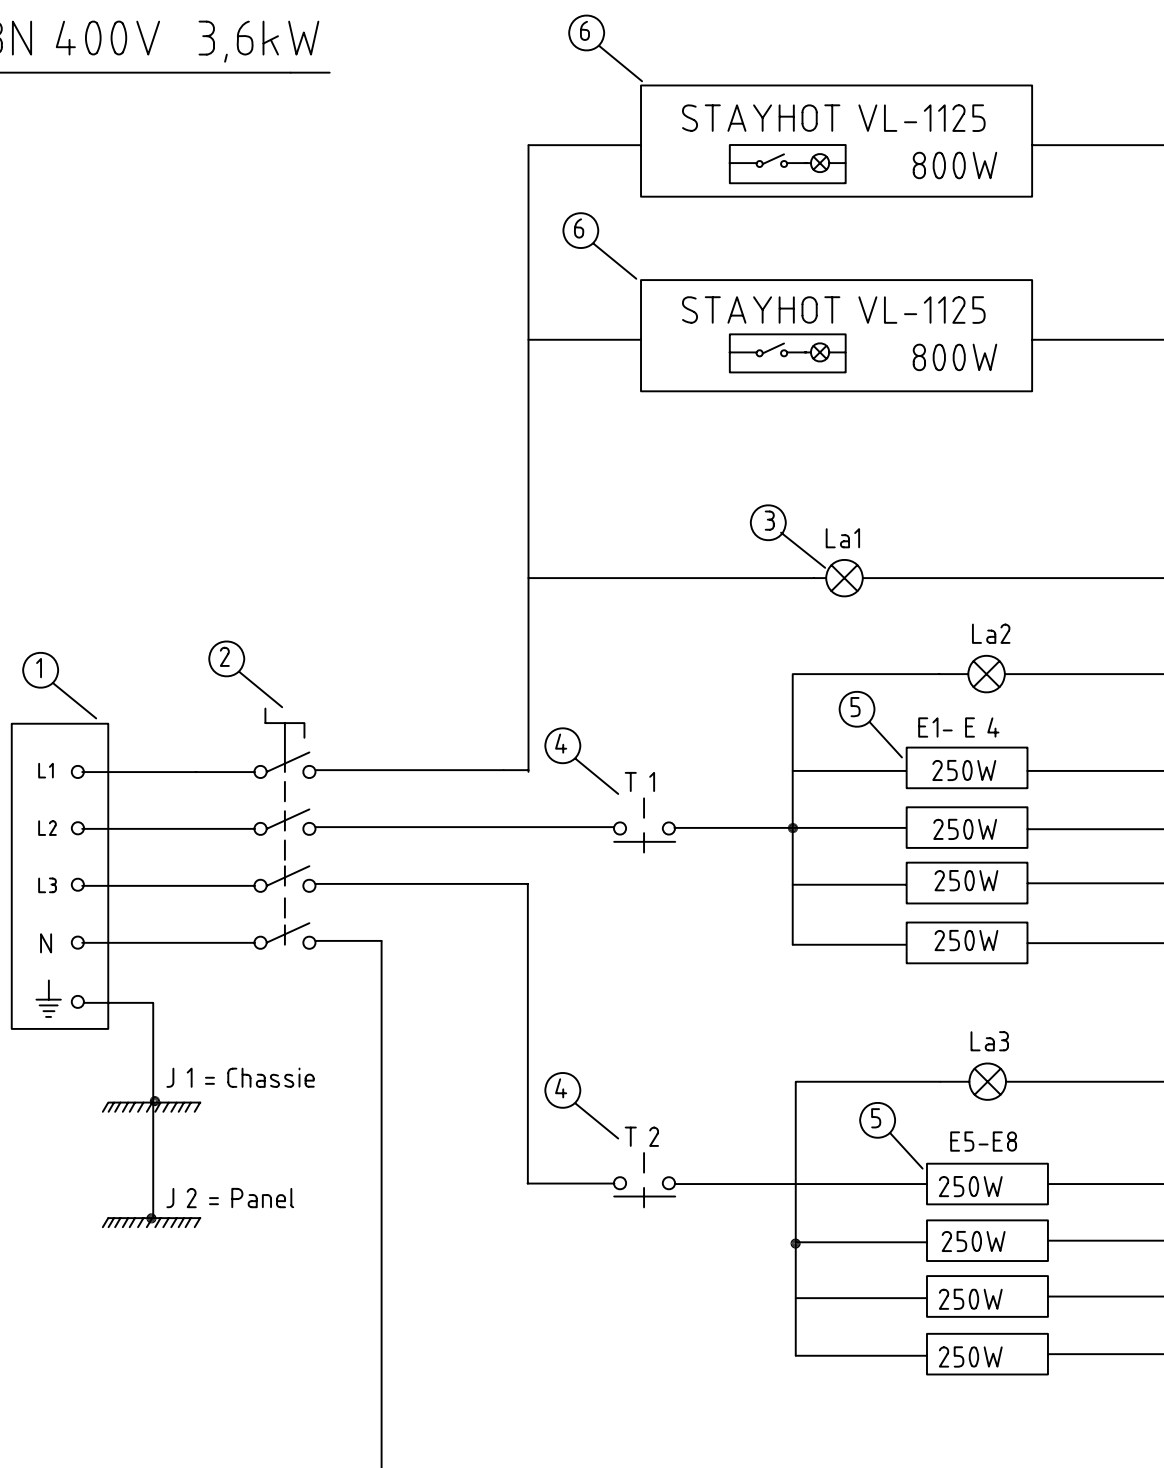 3N 400V 3,6kW
6
STAYHOT VL-1125
800W
6
STAYHOT VL-1125
800W
3
La1
La2
1
2
5
E1- E 4
4
L1
T 1
250W
L2
250W
L3
250W
N
250W
J 1 = Chassie
La3
4
5
T 2
E5-E8
J 2 = Panel
250W
250W
250W
250W